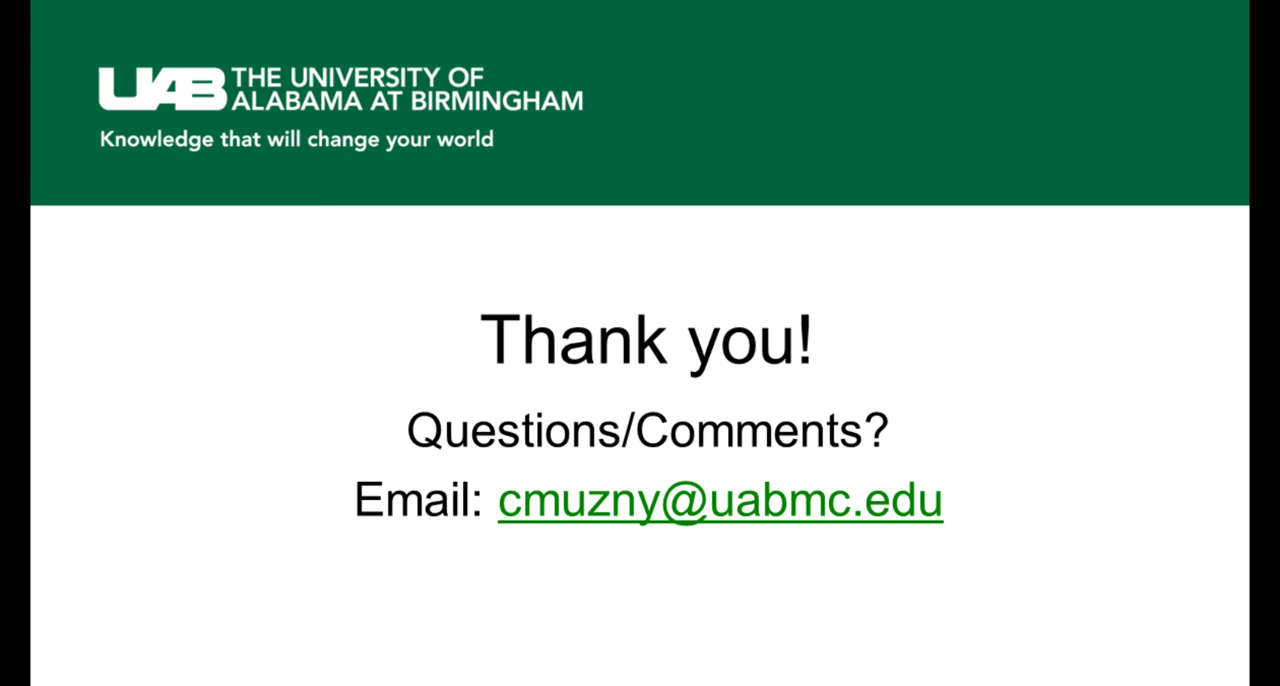 UAB THE UNIVERSITY OF
ALABAMA AT BIRMINGHAM
Knowledge that will change your world
Thank you!
Questions/Comments?
Email: cmuzny@uabmc.edu